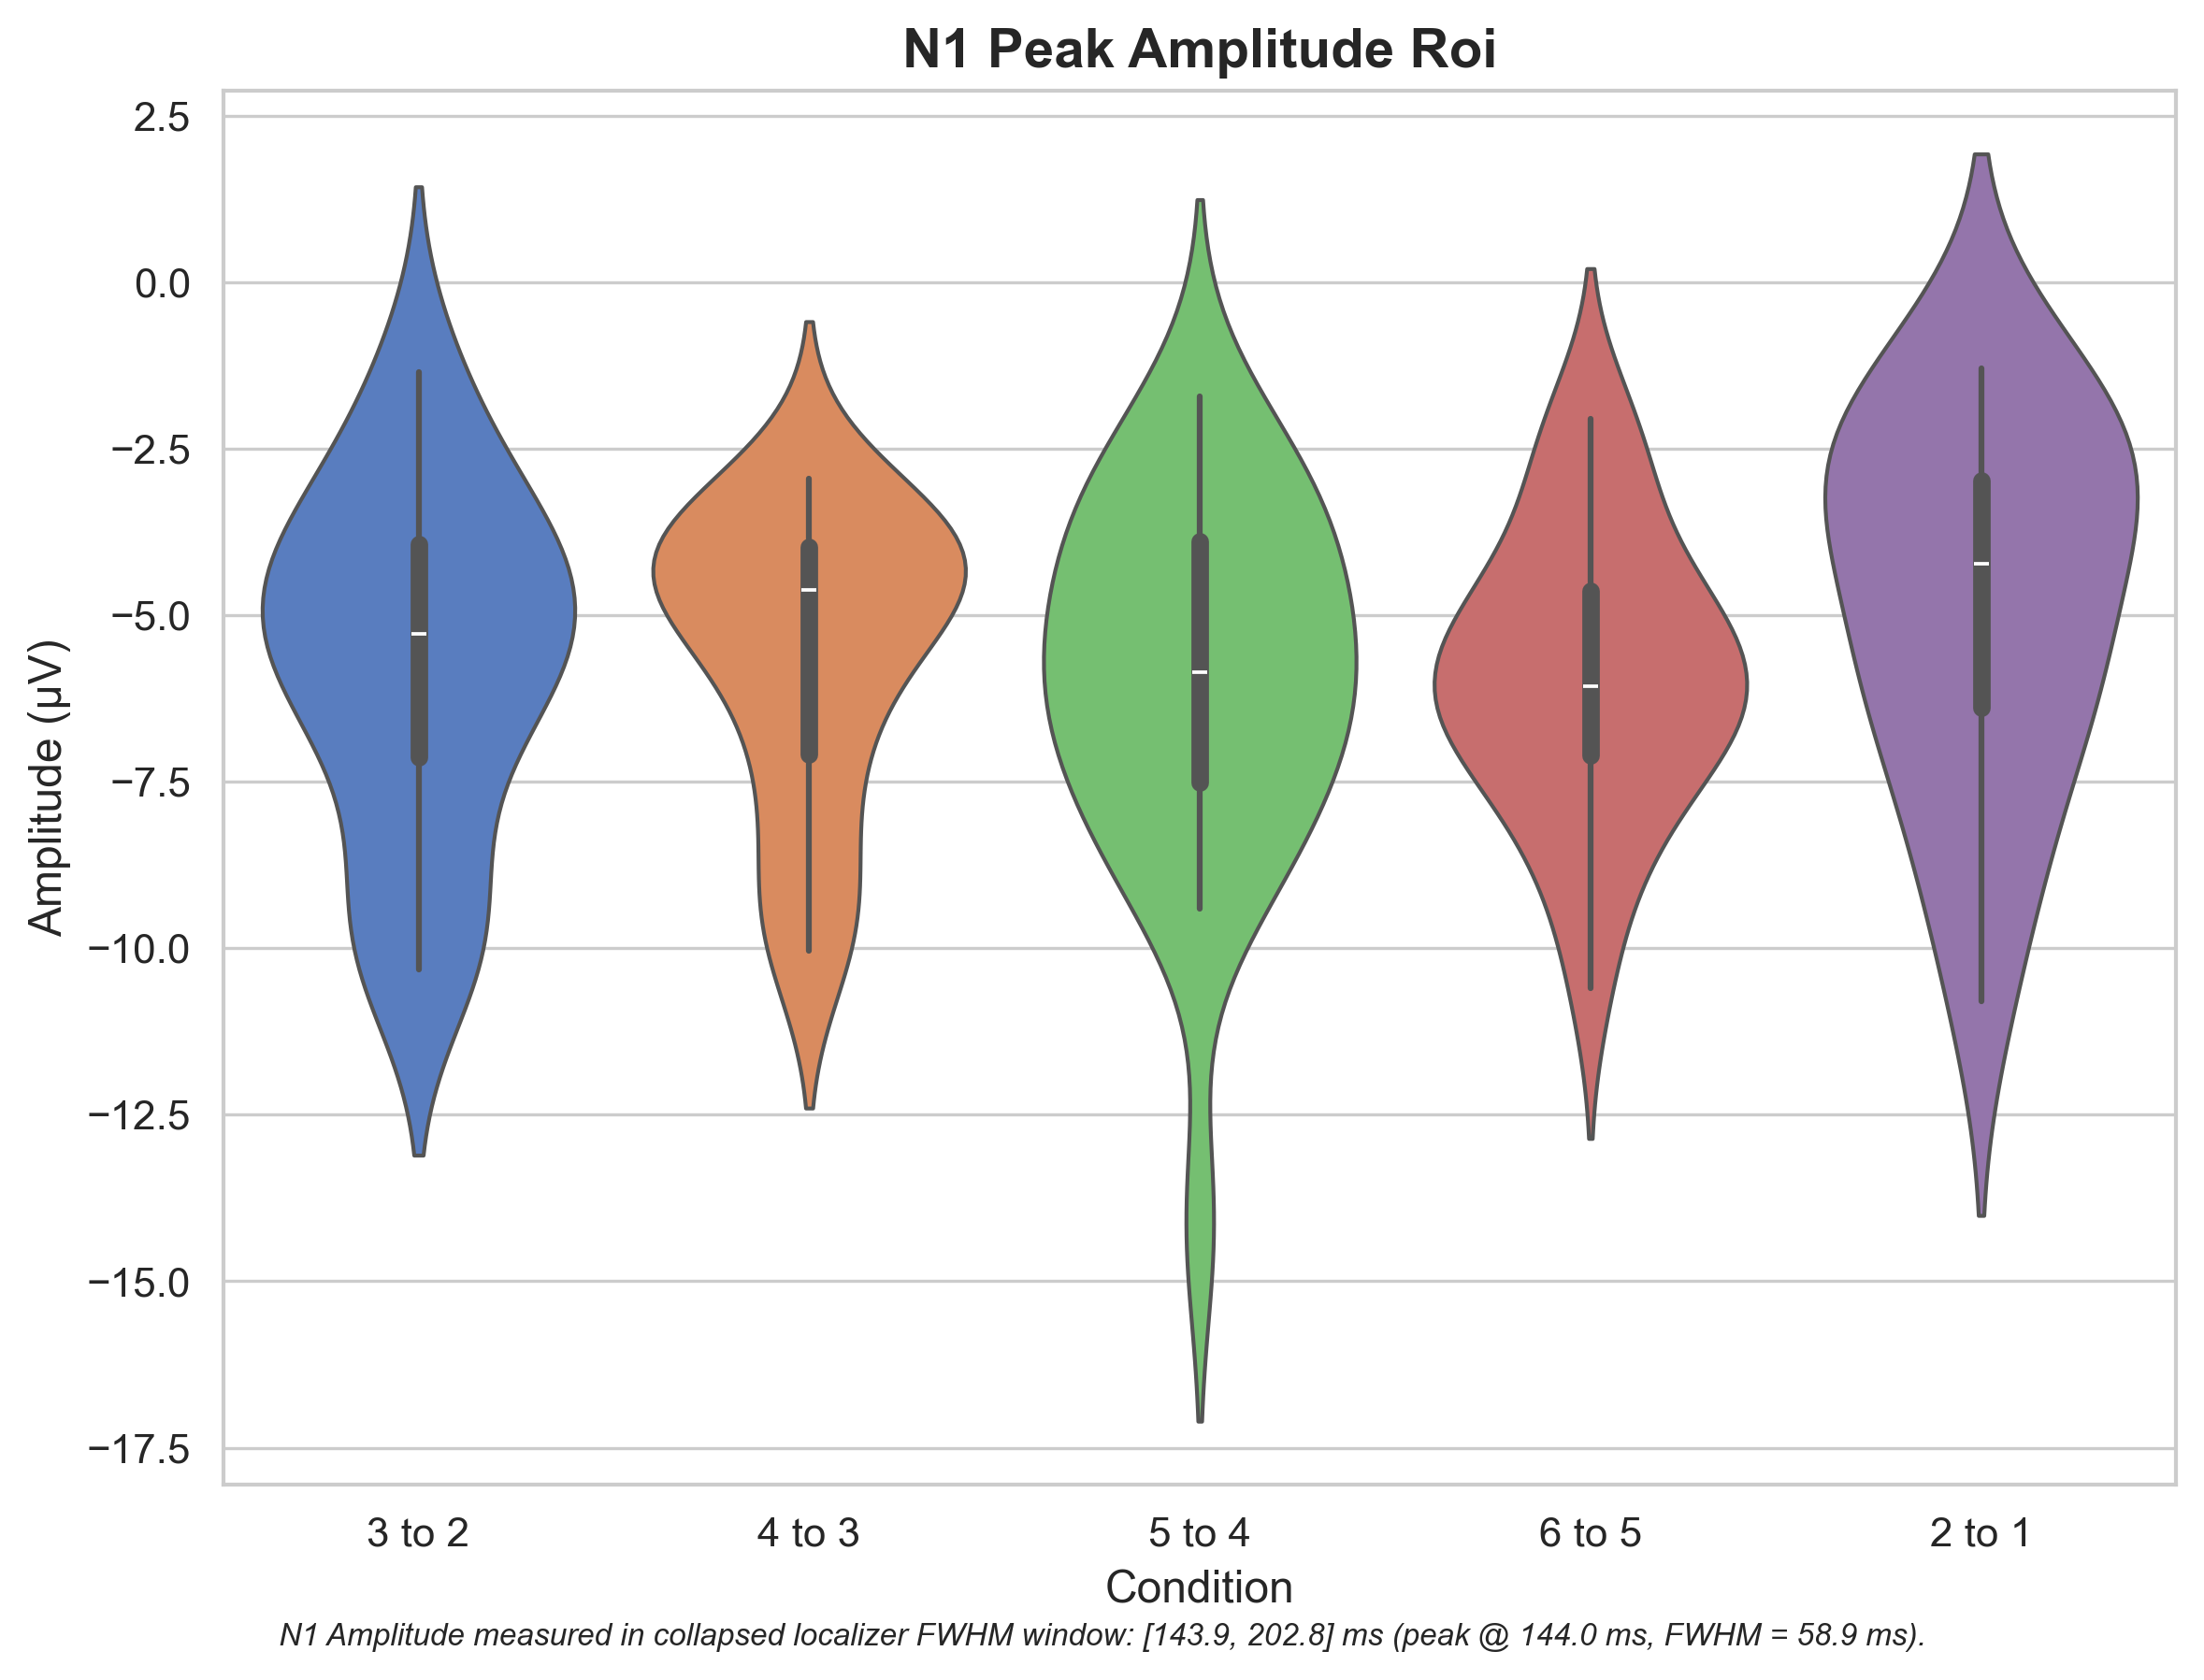 N1 Peak Amplitude Roi
2.5
0.0
−2.5
−5.0
−7.5
−10.0
−12.5
−15.0
−17.5
Amplitude (µV)
3 to 2 4 to 3 5 to 4 6 to 5 2 to 1
Condition
N1 Amplitude measured in collapsed localizer FWHM window: [143.9, 202.8] ms (peak @ 144.0 ms, FWHM = 58.9 ms).